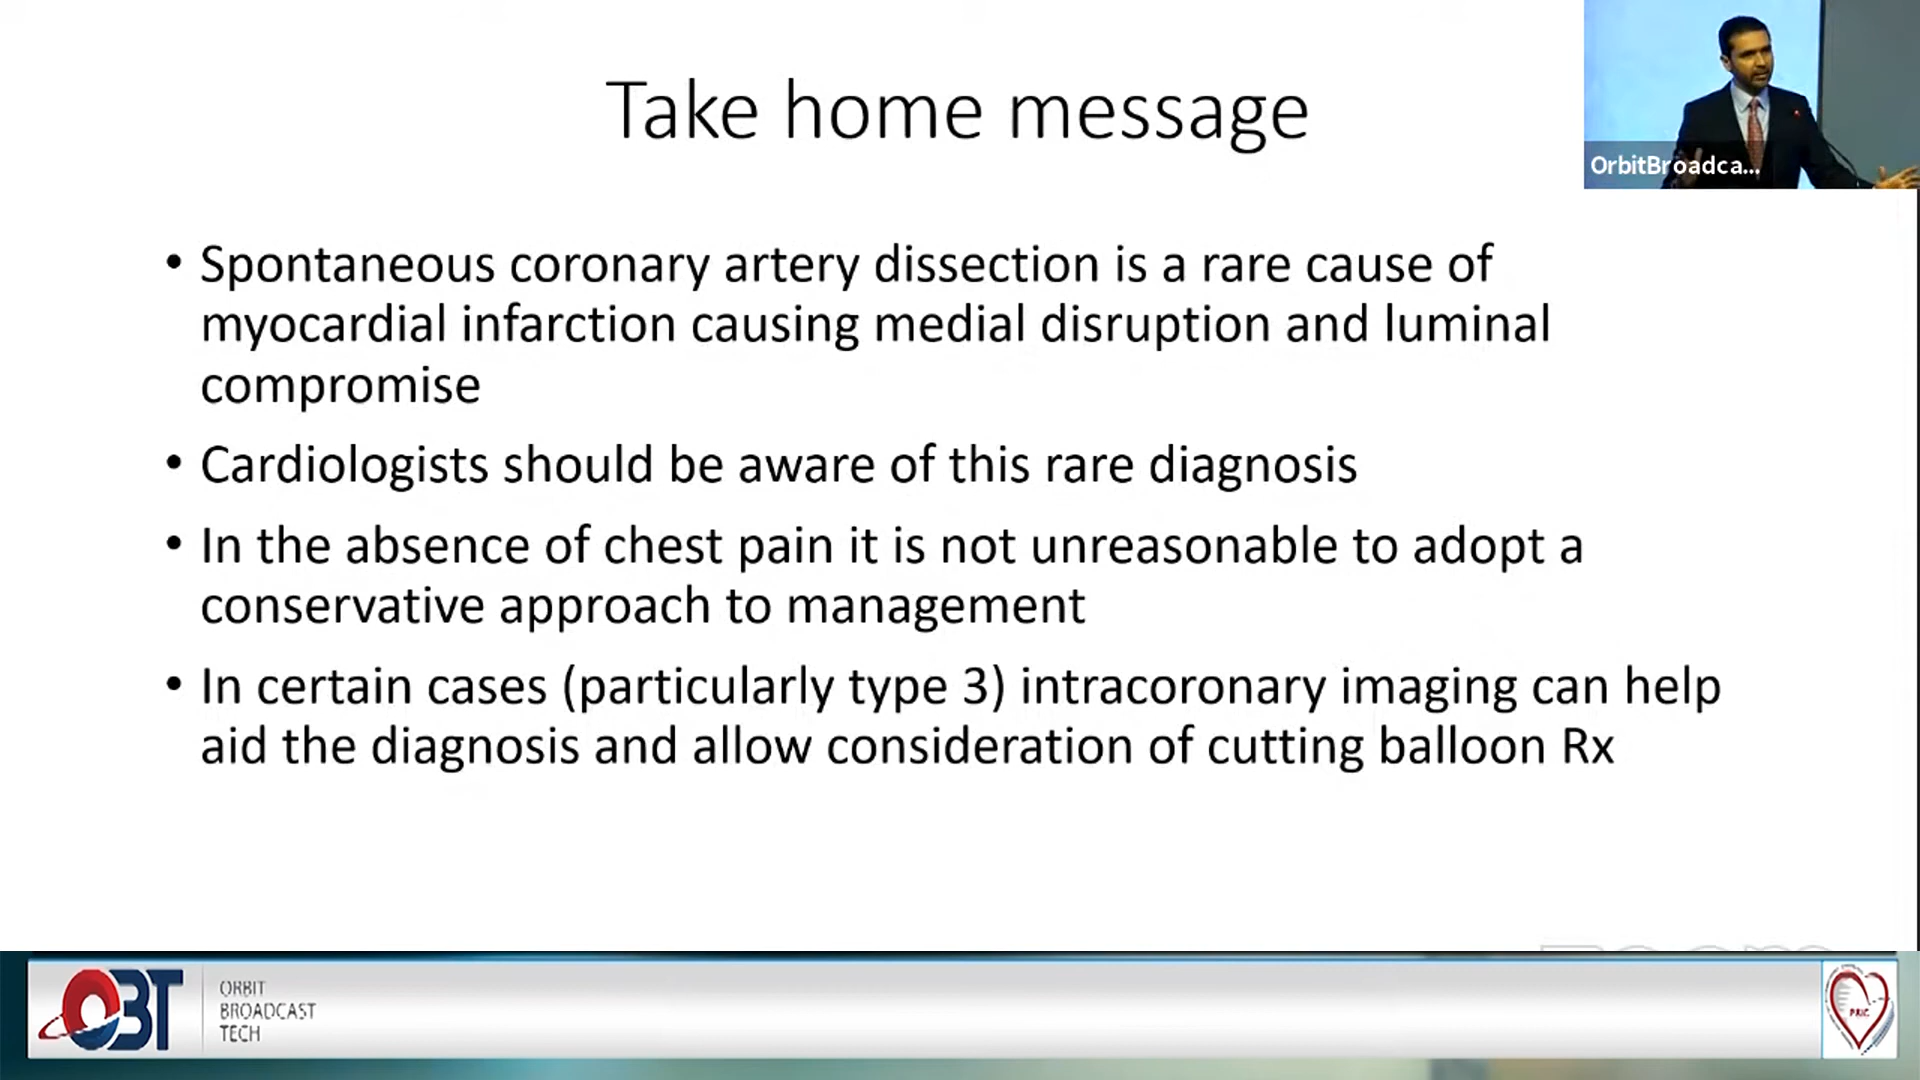 Take home message
OrbitBroadca...
• Spontaneous coronary artery dissection is a rare cause of
myocardial infarction causing medial disruption and luminal
compromise
• Cardiologists should be aware of this rare diagnosis
• In the absence of chest pain it is not unreasonable to adopt a
conservative approach to management
• In certain cases (particularly type 3) intracoronary imaging can help
aid the diagnosis and allow consideration of cutting balloon Rx
zoom
OBT
ORBIT
BROADCAST
TECH
PRIC